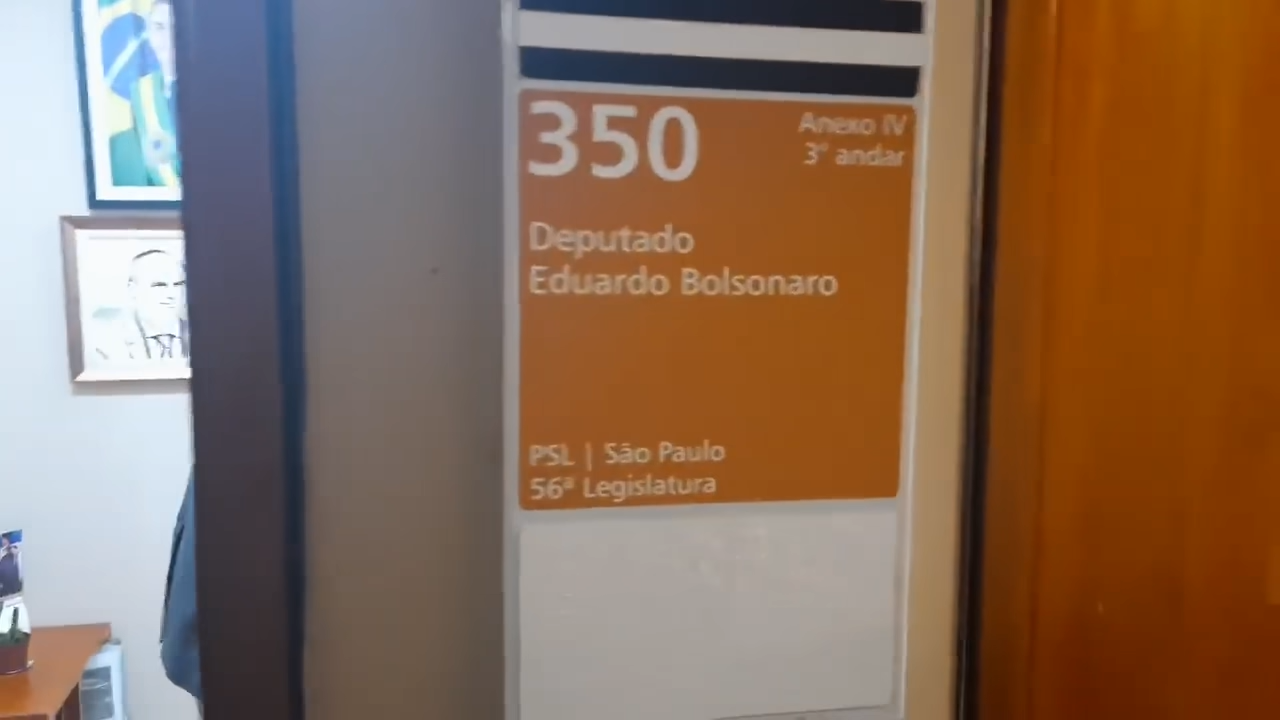 350
Anexo IV
3º andar
Deputado
Eduardo Bolsonaro
PSL | São Paulo
56ª Legislatura